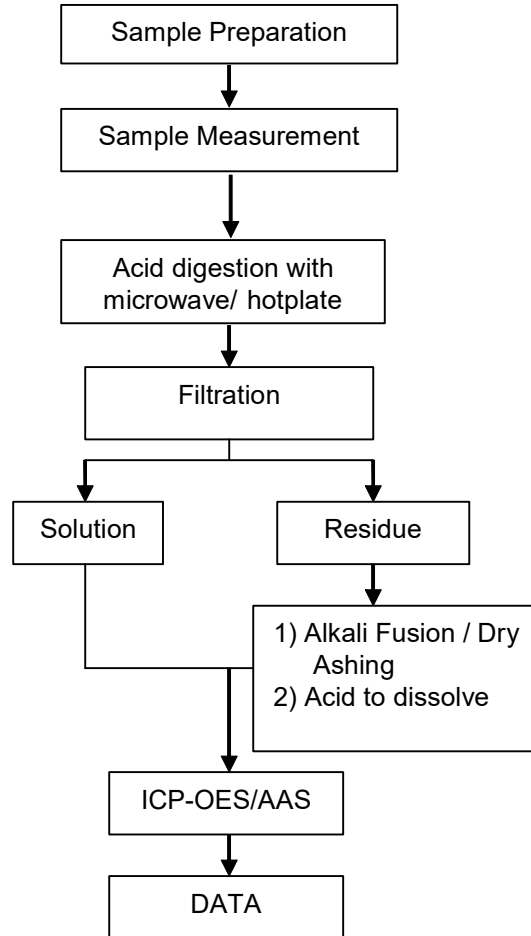 Sample Preparation
Sample Measurement
Acid digestion with
microwave/ hotplate
Filtration
Solution
Residue
1) Alkali Fusion / Dry
Ashing
2) Acid to dissolve
ICP-OES/AAS
DATA